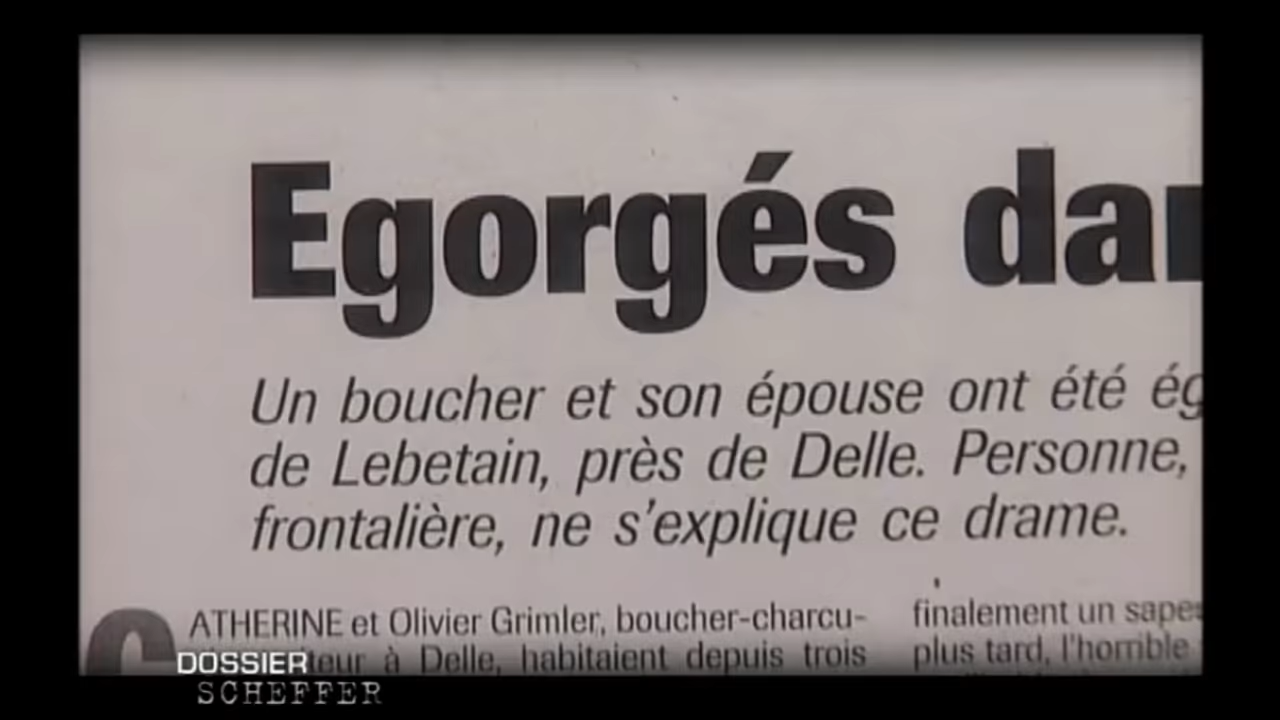 Egorgés dan
Un boucher et son épouse ont été ég
de Lebetain, près de Delle. Personne,
frontalière, ne s'explique ce drame.
CATHERINE et Olivier Grimler, boucher-charcu-
teur à Delle, habitaient depuis trois
finalement un sape
plus tard, l'horrible
DOSSIER
SCHEFFER